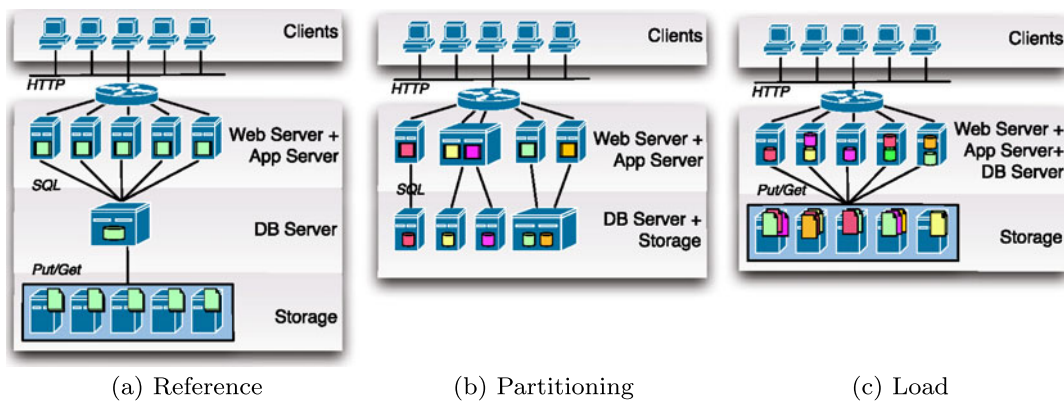 Clients
HTTP
Web Server +
App Server
SQL
DB Server
Put/Get
Storage
(a) Reference
Clients
HTTP
Web Server +
App Server
SQL
DB Server +
Storage
(b) Partitioning
Clients
HTTP
Web Server +
App Server+
DB Server
Put/Get
Storage
(c) Load